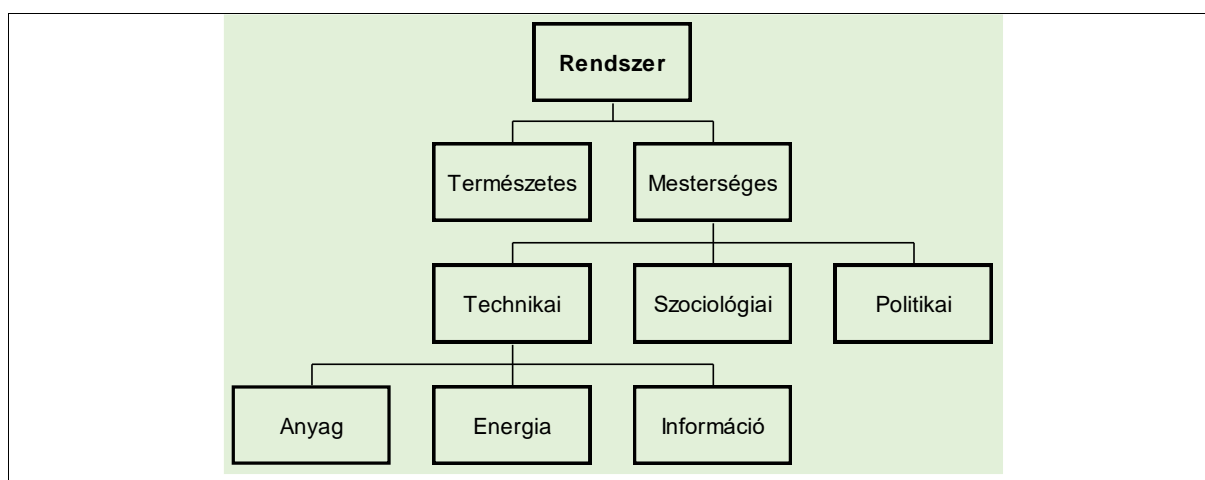 Rendszer
Természetes
Mesterséges
Technikai
Szociológiai
Politikai
Anyag
Energia
Információ